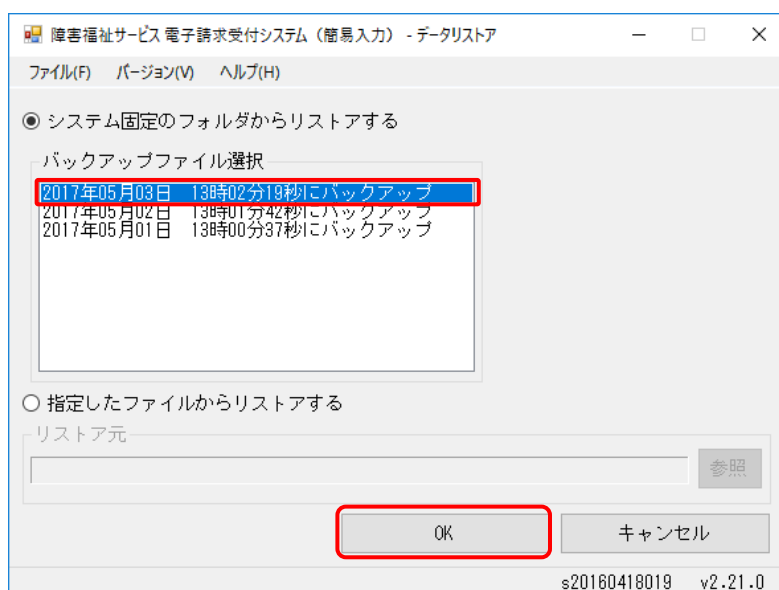 障害福祉サービス 電子請求受付システム（簡易入力） - データリストア
ファイル(F) バージョン(V) ヘルプ(H)
システム固定のフォルダからリストアする
バックアップファイル選択
2017年05月03日 13時02分19秒にバックアップ
2017年05月02日 13時01分42秒にバックアップ
2017年05月01日 13時00分37秒にバックアップ
指定したファイルからリストアする
リストア元
参照
OK キャンセル
s20160418019 v2.21.0